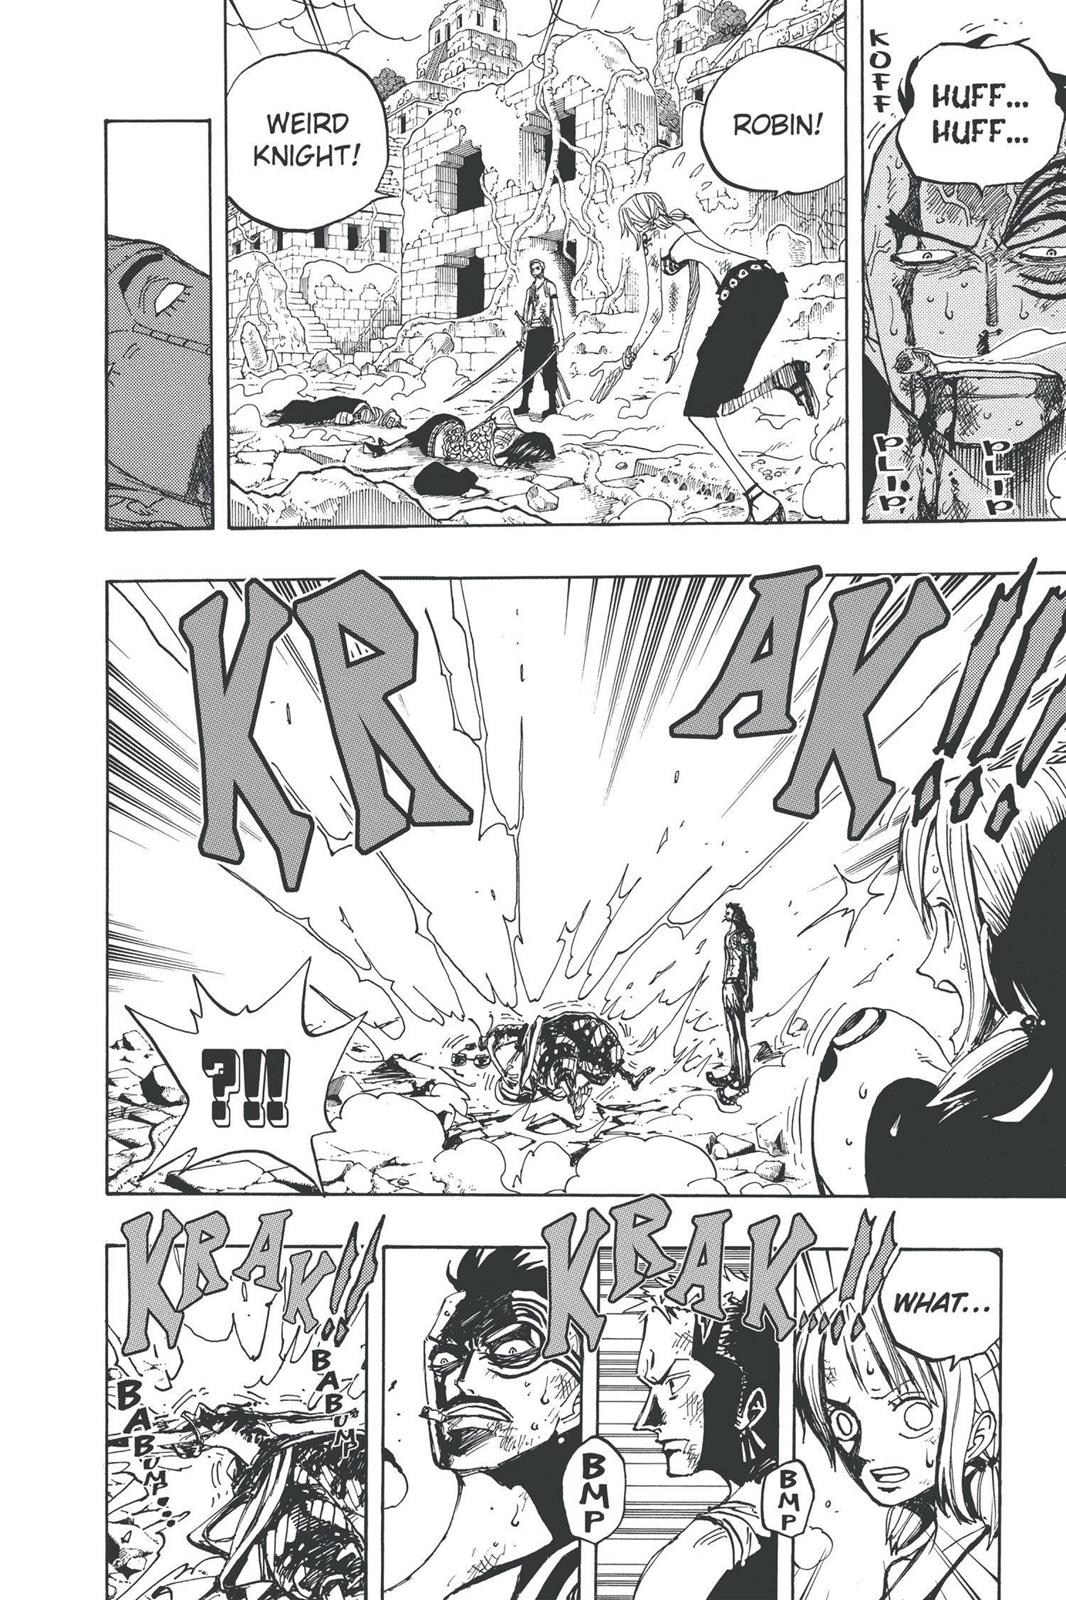 KOFF
HUFF...
HUFF...
PLIP
PLIP
ROBIN!
WEIRD
KNIGHT!
KRAK!!!
?!!
WHAT...
KRAK!!
BMP
BMP
KRAK!!
BABUMP
BABUMP...